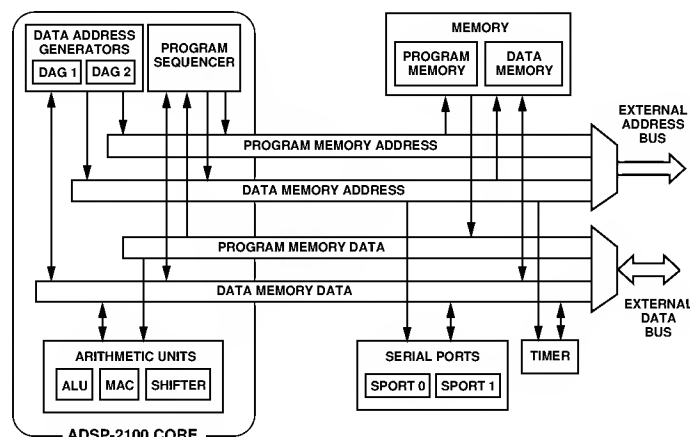 DATA ADDRESS
GENERATORS
DAG 1
DAG 2
PROGRAM
SEQUENCER
MEMORY
PROGRAM
MEMORY
DATA
MEMORY
EXTERNAL
ADDRESS
BUS
PROGRAM MEMORY ADDRESS
DATA MEMORY ADDRESS
PROGRAM MEMORY DATA
DATA MEMORY DATA
EXTERNAL
DATA
BUS
ARITHMETIC UNITS
ALU
MAC
SHIFTER
SERIAL PORTS
SPORT 0
SPORT 1
TIMER
ADSP-2100 CORE